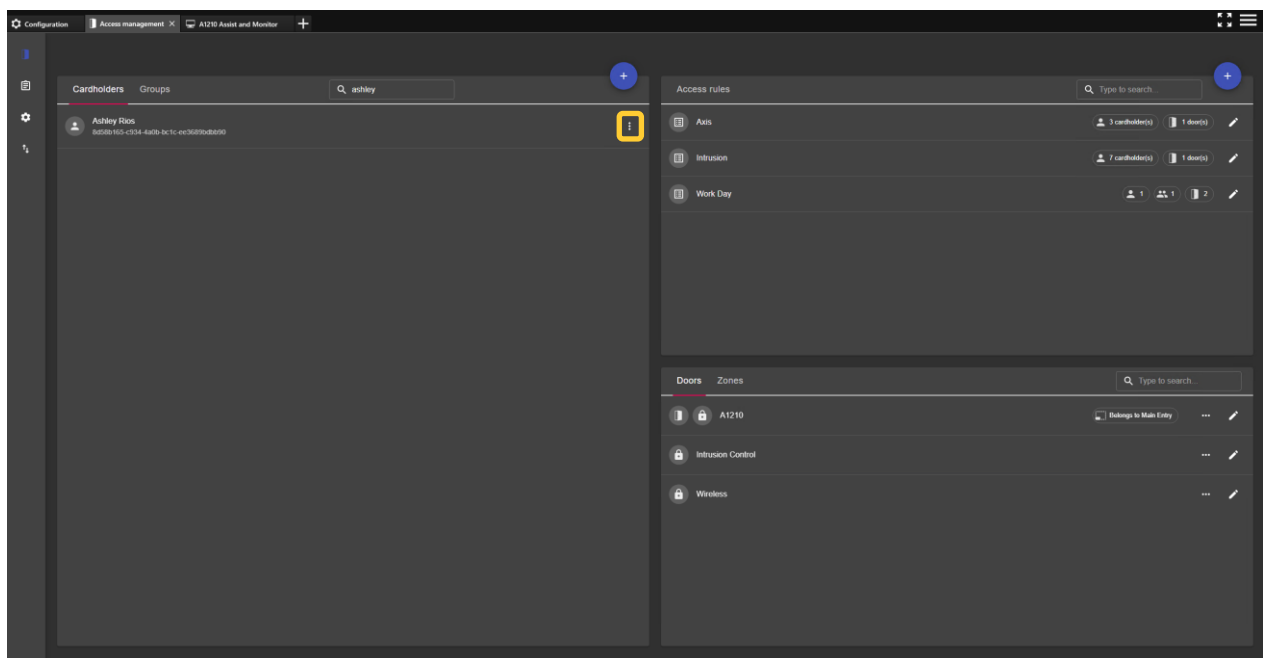 Configuration
Access management
A1210 Assist and Monitor
Cardholders Groups
ashley
Ashley Rios
8d58b165-c934-4a0b-bc1c-ee3689bdbb90
Access rules
Type to search...
Axis
3 cardholder(s) 1 door(s)
Intrusion
7 cardholder(s) 1 door(s)
Work Day
1 1 2
Doors Zones
Type to search...
A1210
Belongs to Main Entry
Intrusion Control
Wireless